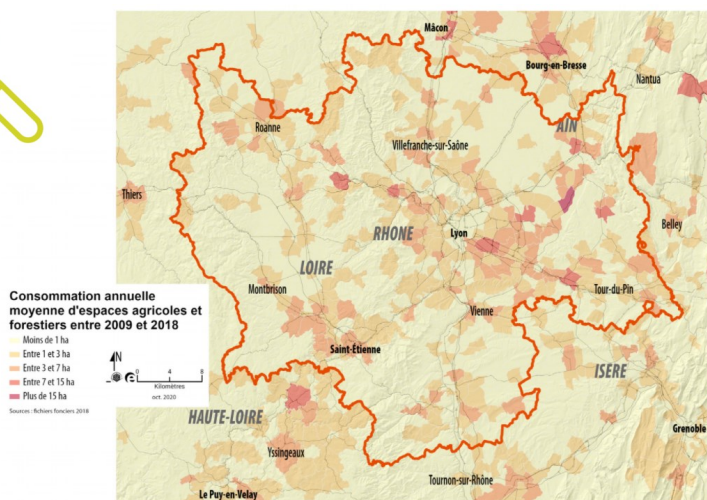 Mâcon
Bourg-en-Bresse
Nantua
Roanne
AIN
Villefranche-sur-Saône
Thiers
Belley
RHONE
Lyon
LOIRE
Montbrison
Tour-du-Pin
Vienne
Saint-Étienne
ISERE
HAUTE-LOIRE
Grenoble
Yssingeaux
Tournon-sur-Rhône
Le Puy-en-Velay
Consommation annuelle
moyenne d'espaces agricoles et
forestiers entre 2009 et 2018
Moins de 1 ha
Entre 1 et 3 ha
Entre 3 et 7 ha
Entre 7 et 15 ha
Plus de 15 ha
Sources : fichiers fonciers 2018
N
0 4 8
Kilomètres
oct. 2020